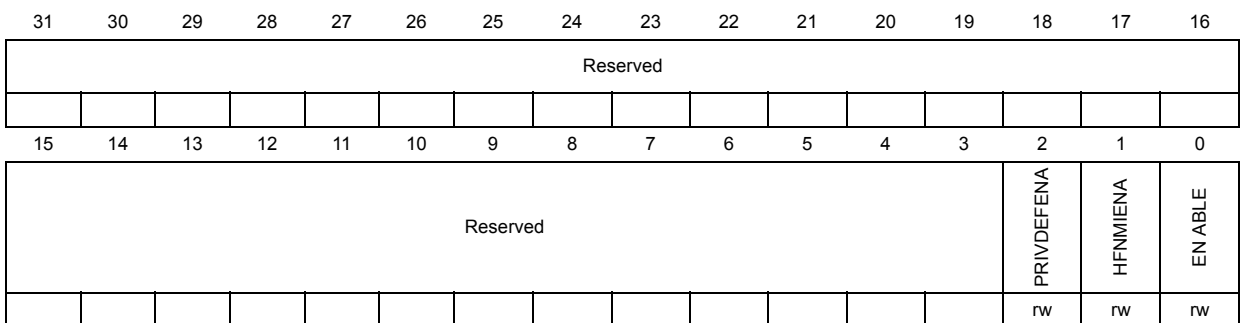 31 30 29 28 27 26 25 24 23 22 21 20 19 18 17 16
Reserved
15 14 13 12 11 10 9 8 7 6 5 4 3 2 1 0
Reserved
PRIVDEFENA
HFNMIENA
EN ABLE
rw rw rw